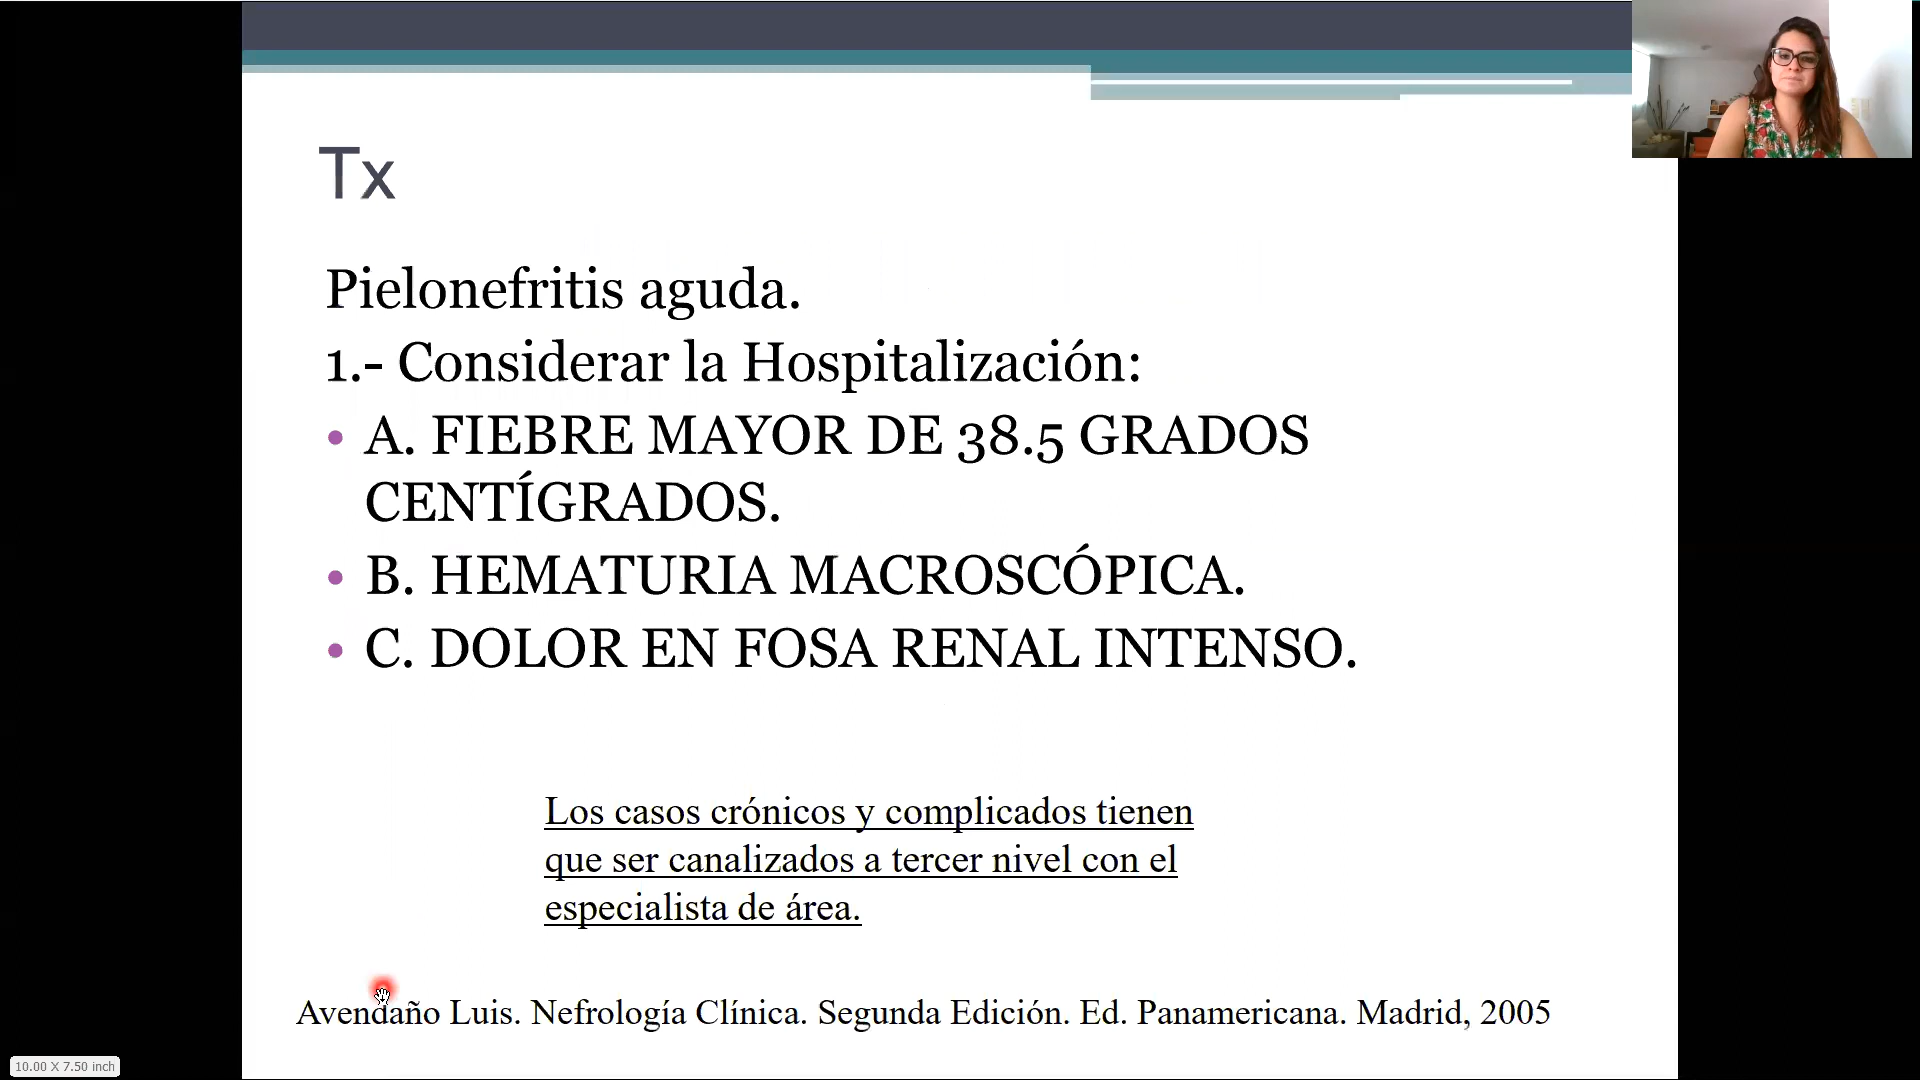 Tx
Pielonefritis aguda.
1.- Considerar la Hospitalización:
• A. FIEBRE MAYOR DE 38.5 GRADOS
CENTÍGRADOS.
• B. HEMATURIA MACROSCÓPICA.
• C. DOLOR EN FOSA RENAL INTENSO.
Los casos crónicos y complicados tienen
que ser canalizados a tercer nivel con el
especialista de área.
Avendaño Luis. Nefrología Clínica. Segunda Edición. Ed. Panamericana. Madrid, 2005
10.00 X 7.50 inch